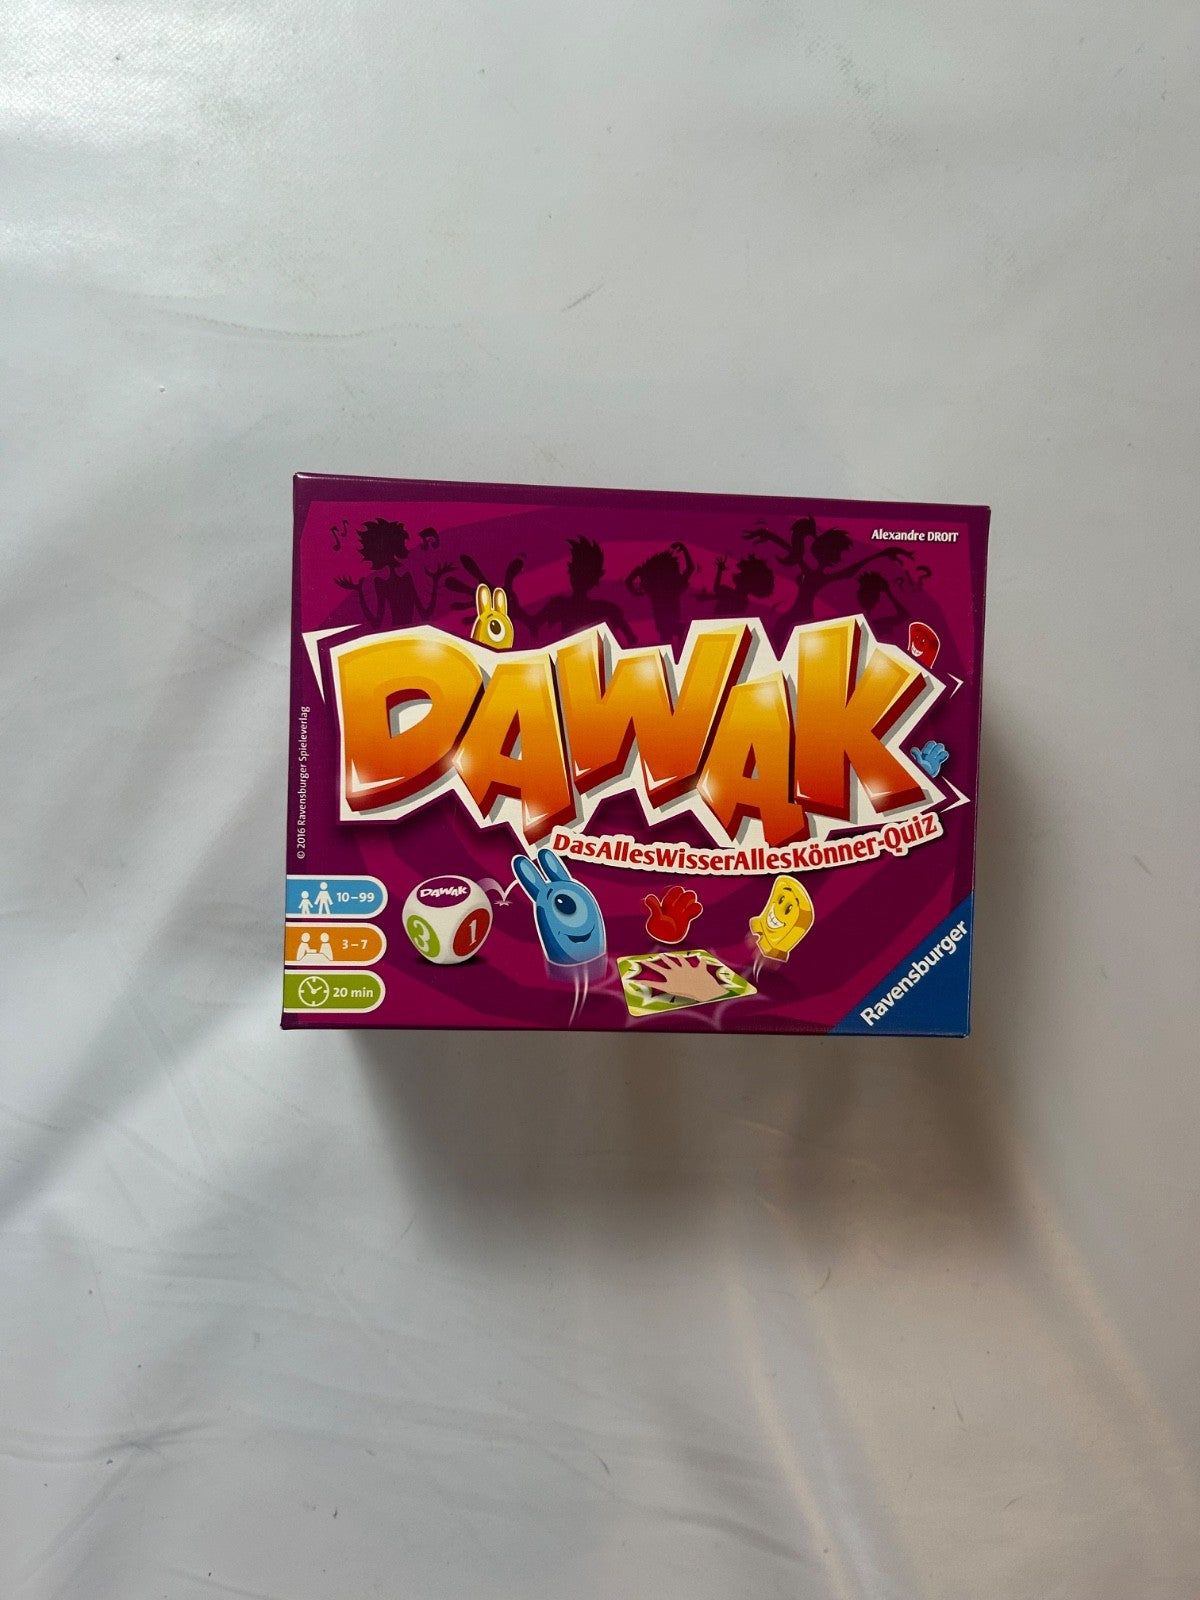 Alexandre DROIT
DAWAK
DasAllesWisserAllesKönner-Quiz
© 2016 Ravensburger Spieleverlag
10–99
3–7
20 min
DAWAK
3
1
Ravensburger